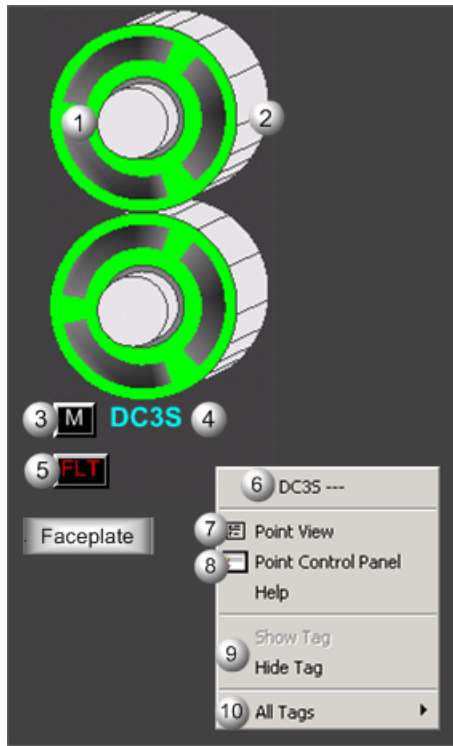 1
2
3 M DC3S 4
5 FLT
6 DC3S ---
7 Point View
Faceplate
8 Point Control Panel
Help
Show Tag
9
Hide Tag
10 All Tags